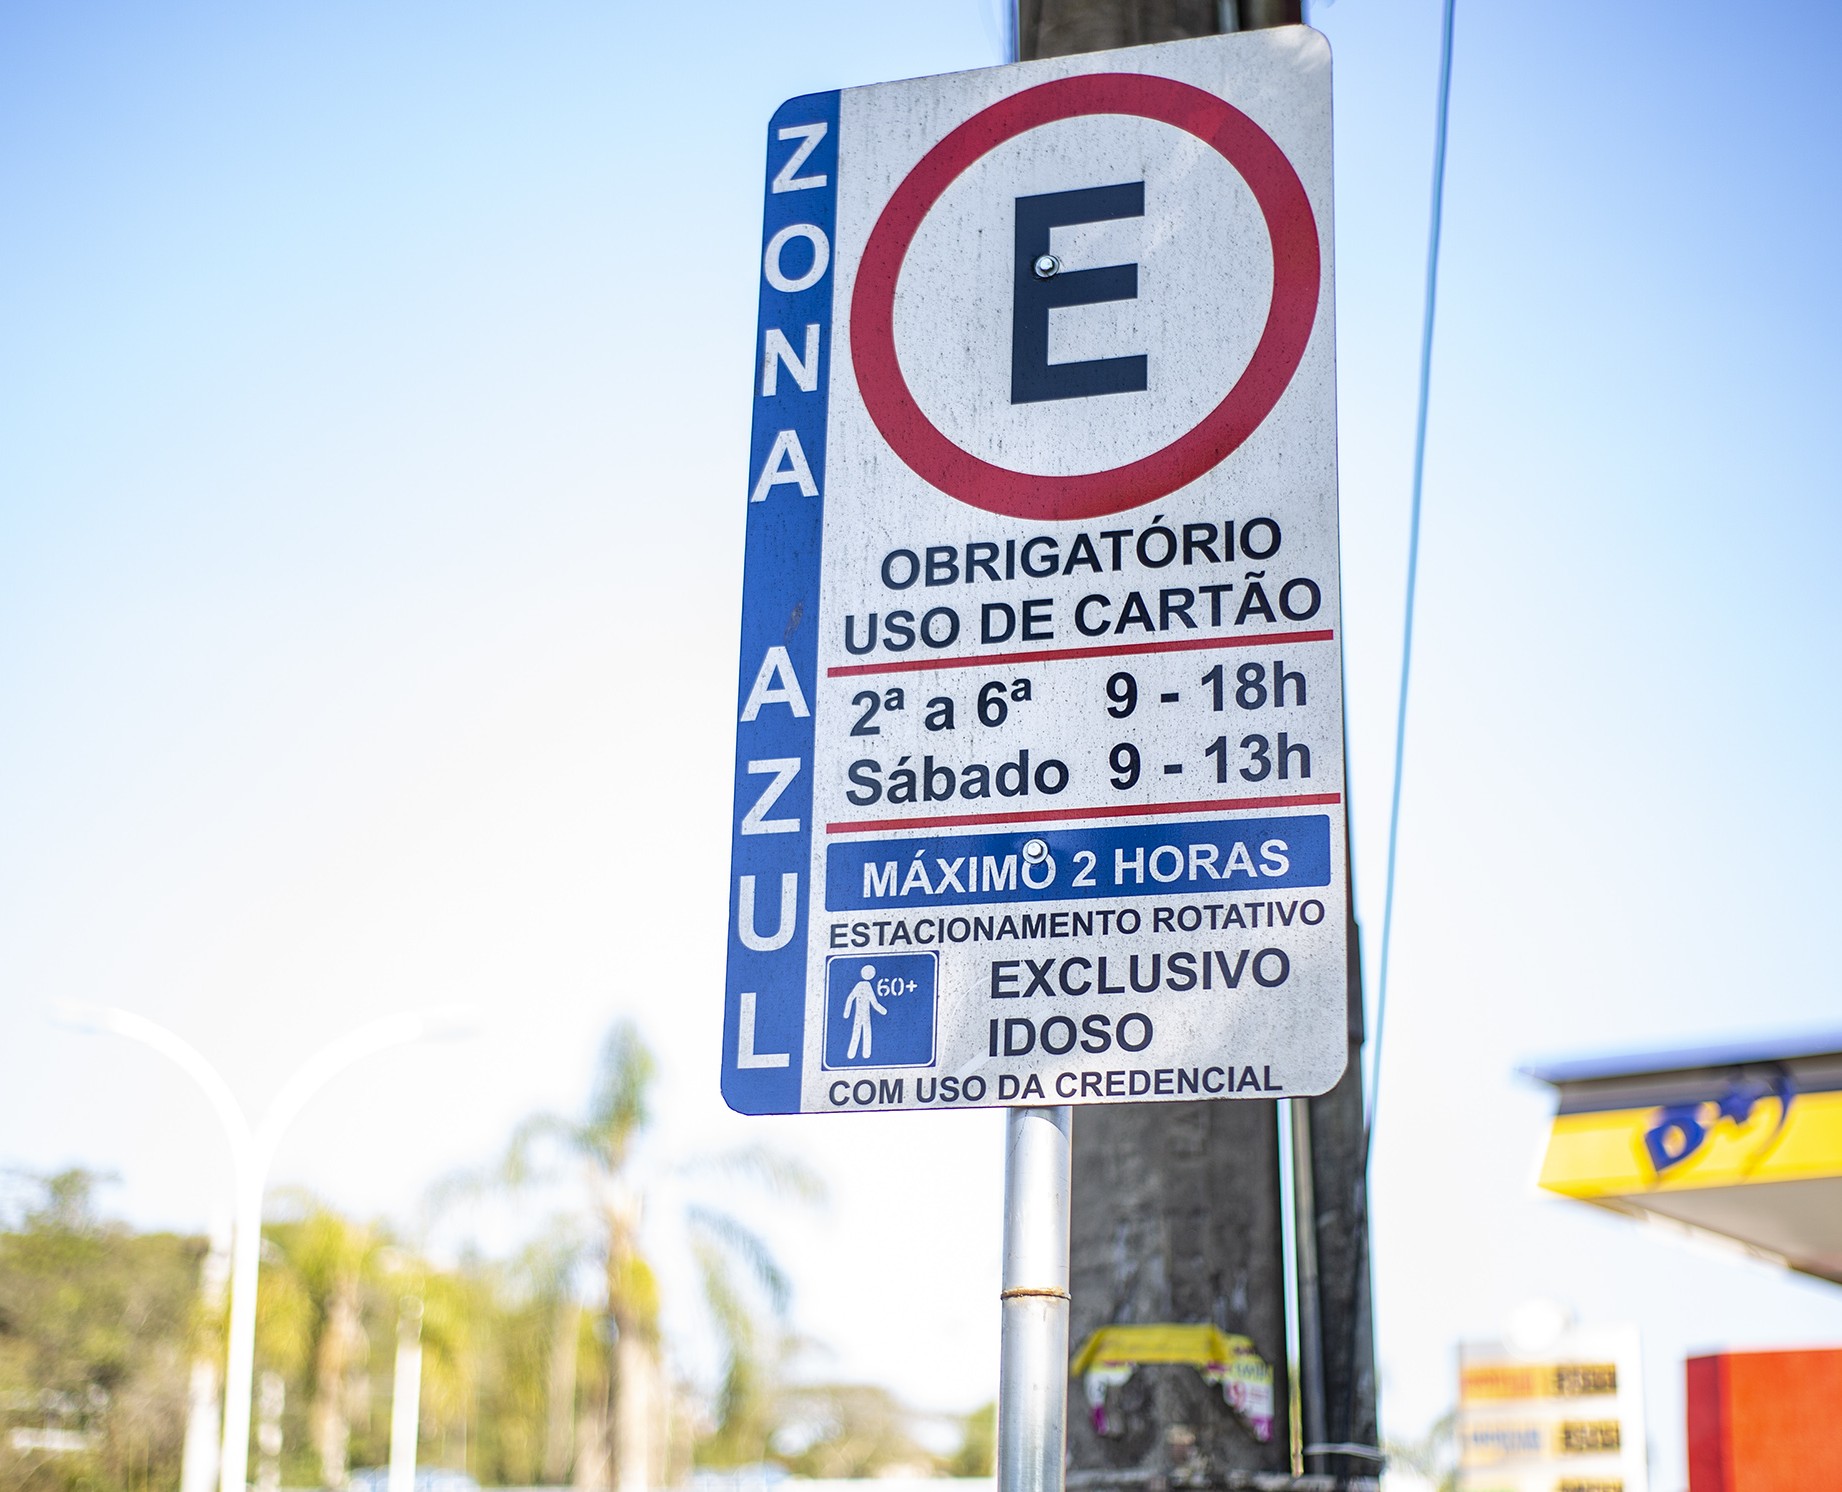 ZONA AZUL
E
OBRIGATÓRIO
USO DE CARTÃO
2ª a 6ª 9 - 18h
Sábado 9 - 13h
MÁXIMO 2 HORAS
ESTACIONAMENTO ROTATIVO
60+
EXCLUSIVO
IDOSO
COM USO DA CREDENCIAL